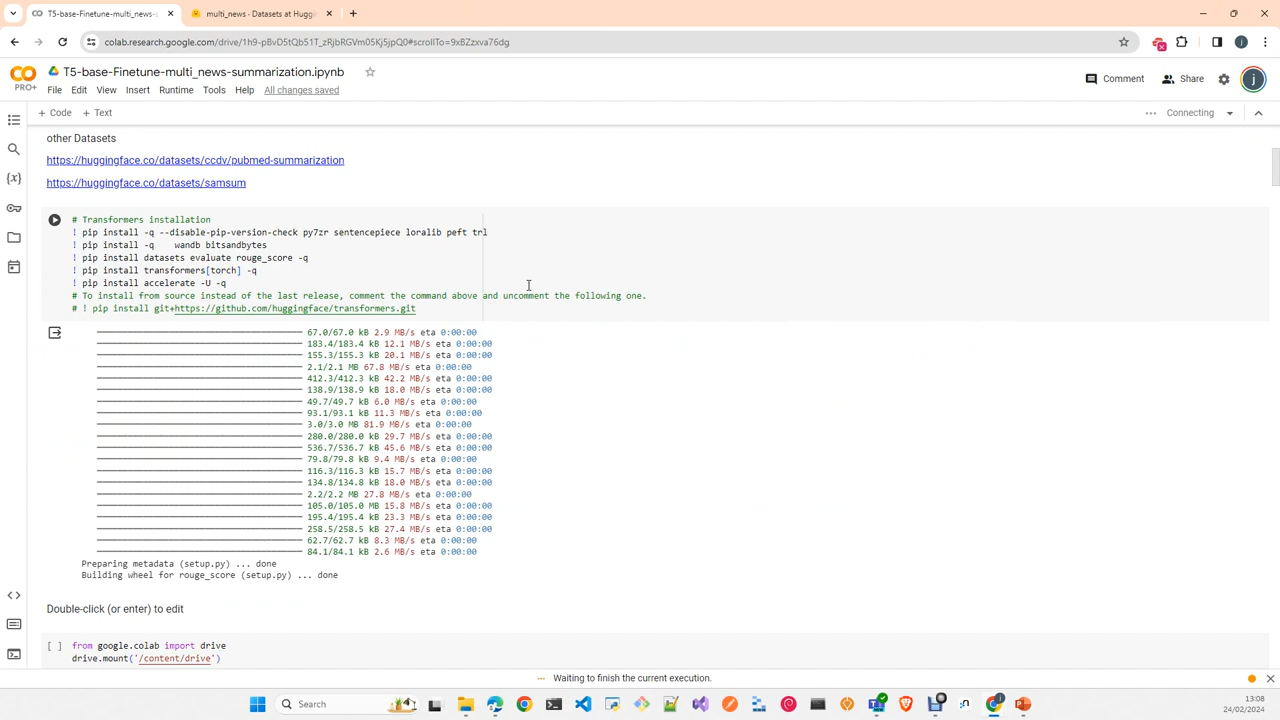 T5-base-Finetune-multi_news-s
multi_news · Datasets at Huggi
colab.research.google.com/drive/1h9-pBvD5tQb51T_zRjbRGVm05Kj5jpQ0#scrollTo=9x8Zzxva76dg
T5-base-Finetune-multi_news-summarization.ipynb
PRO+
Comment
Share
j
File Edit View Insert Runtime Tools Help All changes saved
+ Code + Text
Connecting
other Datasets
https://huggingface.co/datasets/ccdv/pubmed-summarization
https://huggingface.co/datasets/samsum
# Transformers installation
! pip install -q --disable-pip-version-check py7zr sentencepiece loralib peft trl
! pip install -q    wandb bitsandbytes
! pip install datasets evaluate rouge_score -q
! pip install transformers[torch] -q
! pip install accelerate -U -q
# To install from source instead of the last release, comment the command above and uncomment the following one.
# ! pip install git+https://github.com/huggingface/transformers.git
67.0/67.0 kB 2.9 MB/s eta 0:00:00
183.4/183.4 kB 12.1 MB/s eta 0:00:00
155.3/155.3 kB 20.1 MB/s eta 0:00:00
2.1/2.1 MB 67.8 MB/s eta 0:00:00
412.3/412.3 kB 42.2 MB/s eta 0:00:00
138.9/138.9 kB 18.0 MB/s eta 0:00:00
49.7/49.7 kB 6.0 MB/s eta 0:00:00
93.1/93.1 kB 11.3 MB/s eta 0:00:00
3.0/3.0 MB 81.9 MB/s eta 0:00:00
280.0/280.0 kB 29.7 MB/s eta 0:00:00
536.7/536.7 kB 45.6 MB/s eta 0:00:00
79.8/79.8 kB 9.4 MB/s eta 0:00:00
116.3/116.3 kB 15.7 MB/s eta 0:00:00
134.8/134.8 kB 18.0 MB/s eta 0:00:00
2.2/2.2 MB 27.8 MB/s eta 0:00:00
105.0/105.0 MB 15.8 MB/s eta 0:00:00
195.4/195.4 kB 23.3 MB/s eta 0:00:00
258.5/258.5 kB 27.4 MB/s eta 0:00:00
62.7/62.7 kB 8.3 MB/s eta 0:00:00
84.1/84.1 kB 2.6 MB/s eta 0:00:00
Preparing metadata (setup.py) ... done
Building wheel for rouge_score (setup.py) ... done
Double-click (or enter) to edit
[ ] from google.colab import drive
drive.mount('/content/drive')
Waiting to finish the current execution.
Search
13:08
24/02/2024